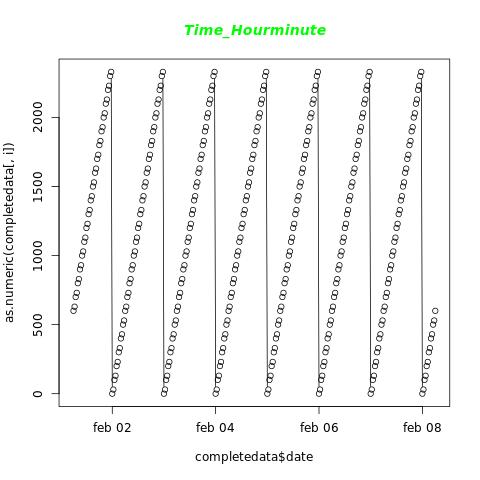 Time_Hourminute
as.numeric(completedata[, i])
2000
1500
1000
500
0
feb 02
feb 04
feb 06
feb 08
completedata$date